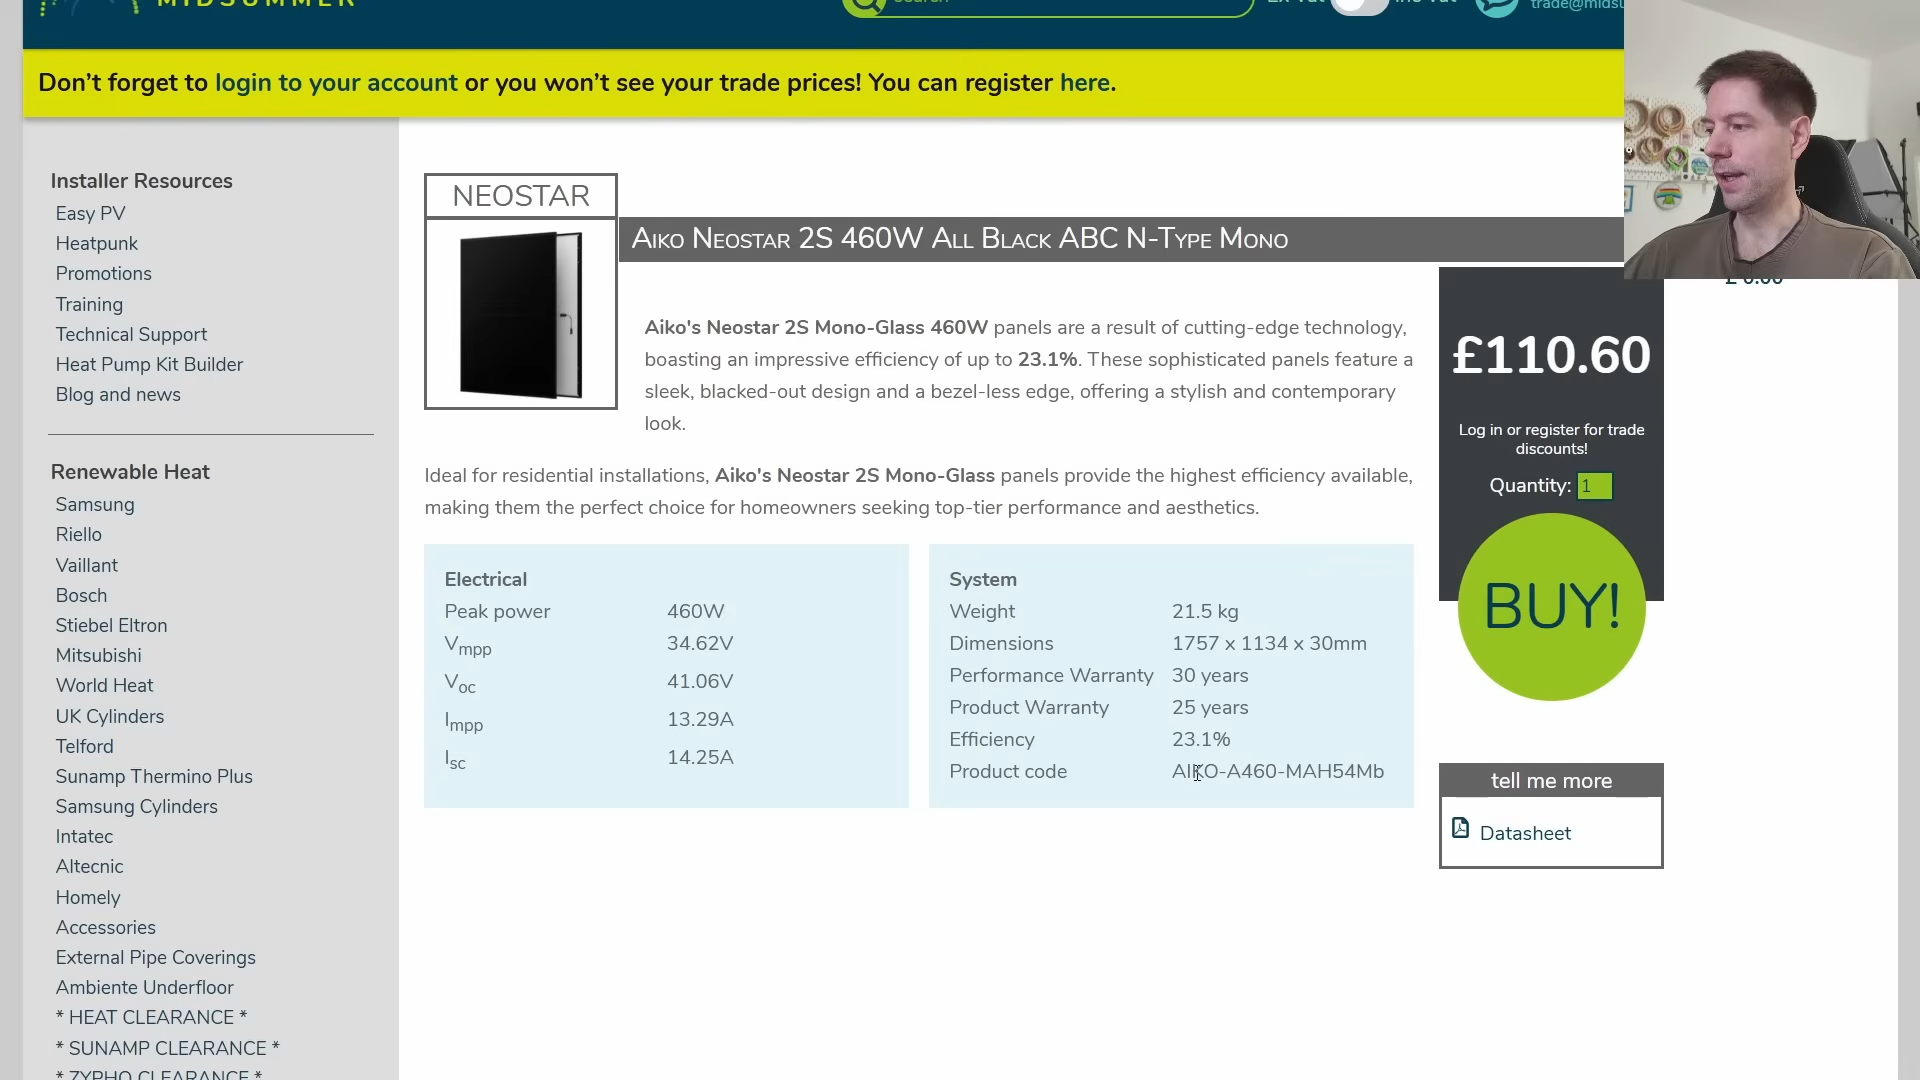 MIDSUMMER
Search
Ex Vat
Inc Vat
Don't forget to login to your account or you won't see your trade prices! You can register here.
Installer Resources
Easy PV
Heatpunk
Promotions
Training
Technical Support
Heat Pump Kit Builder
Blog and news
Renewable Heat
Samsung
Riello
Vaillant
Bosch
Stiebel Eltron
Mitsubishi
World Heat
UK Cylinders
Telford
Sunamp Thermino Plus
Samsung Cylinders
Intatec
Altecnic
Homely
Accessories
External Pipe Coverings
Ambiente Underfloor
* HEAT CLEARANCE *
* SUNAMP CLEARANCE *
* ZYPHO CLEARANCE *
NEOSTAR
Aiko Neostar 2S 460W All Black ABC N-Type Mono
Aiko's Neostar 2S Mono-Glass 460W panels are a result of cutting-edge technology,
boasting an impressive efficiency of up to 23.1%. These sophisticated panels feature a
sleek, blacked-out design and a bezel-less edge, offering a stylish and contemporary
look.
Ideal for residential installations, Aiko's Neostar 2S Mono-Glass panels provide the highest efficiency available,
making them the perfect choice for homeowners seeking top-tier performance and aesthetics.
Electrical
Peak power 460W
Vmpp 34.62V
Voc 41.06V
Impp 13.29A
Isc 14.25A
System
Weight 21.5 kg
Dimensions 1757 x 1134 x 30mm
Performance Warranty 30 years
Product Warranty 25 years
Efficiency 23.1%
Product code AIKO-A460-MAH54Mb
£110.60
Log in or register for trade
discounts!
Quantity: 1
BUY!
tell me more
Datasheet